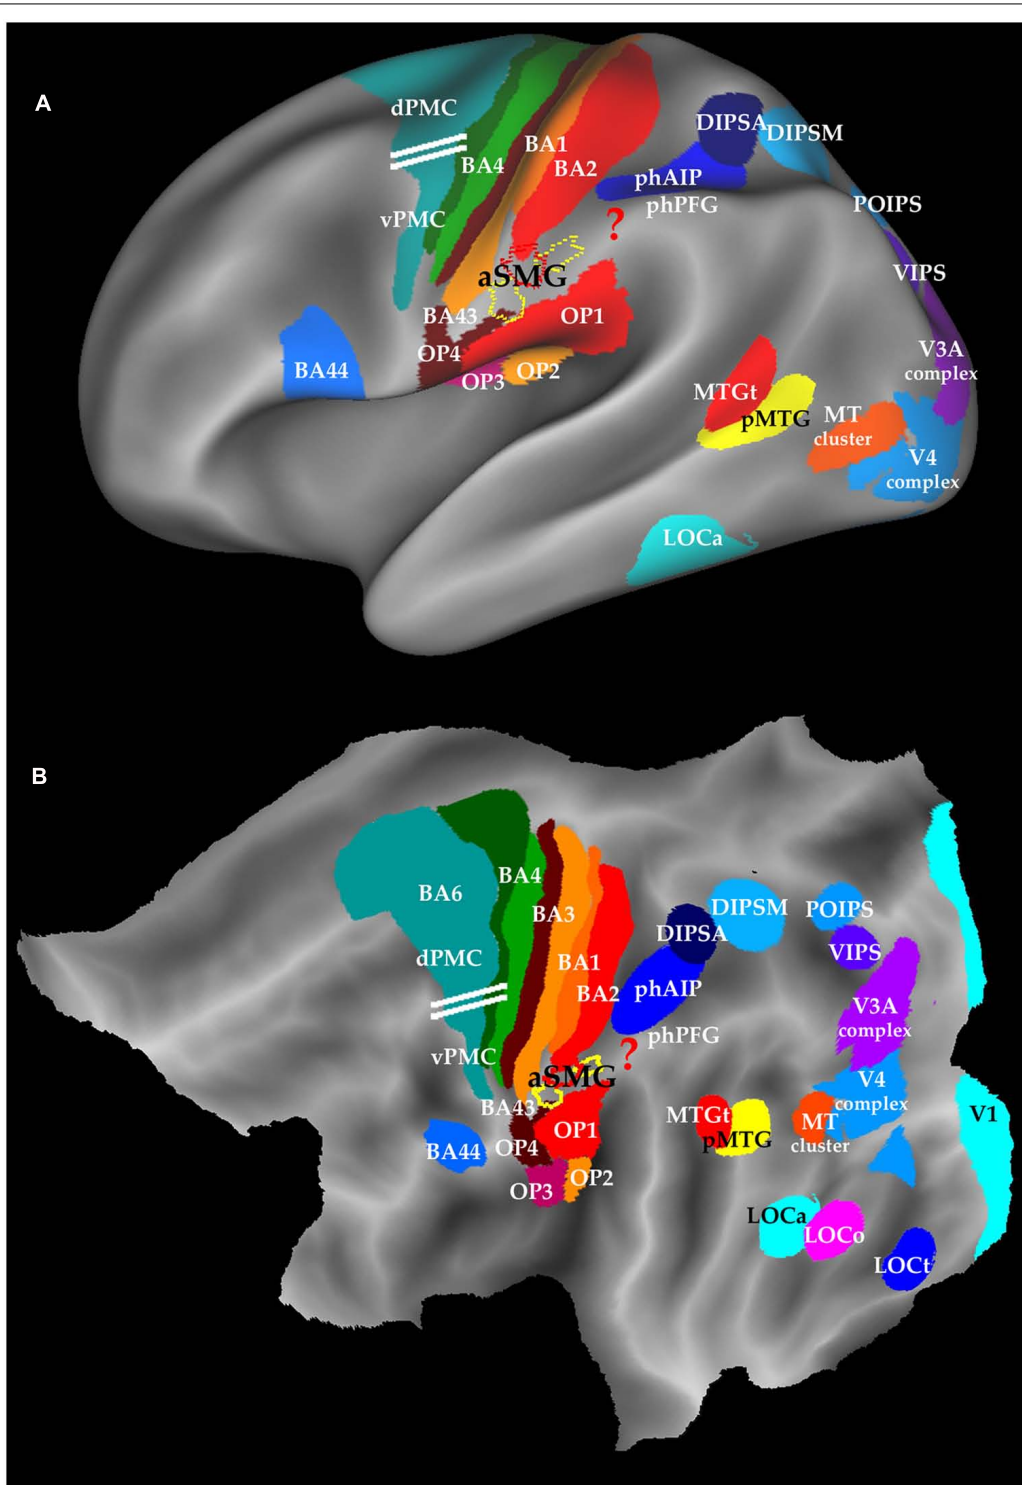 A
dPMC
DIPSA
DIPSM
BA1
BA4
BA2
phAIP
phPFG
POIPS
vPMC
?
VIPS
aSMG
BA43
OP1
V3A
complex
OP4
BA44
OP3
OP2
MTGt
pMTG
MT
cluster
V4
complex
LOCa
B
BA4
BA6
BA3
DIPSM
POIPS
DIPSA
VIPS
dPMC
BA1
BA2
phAIP
V3A
complex
phPFG
vPMC
?
aSMG
V4
complex
BA43
MTGt
V1
OP1
pMTG
MT
cluster
BA44
OP4
OP3
OP2
LOCa
LOCo
LOCt